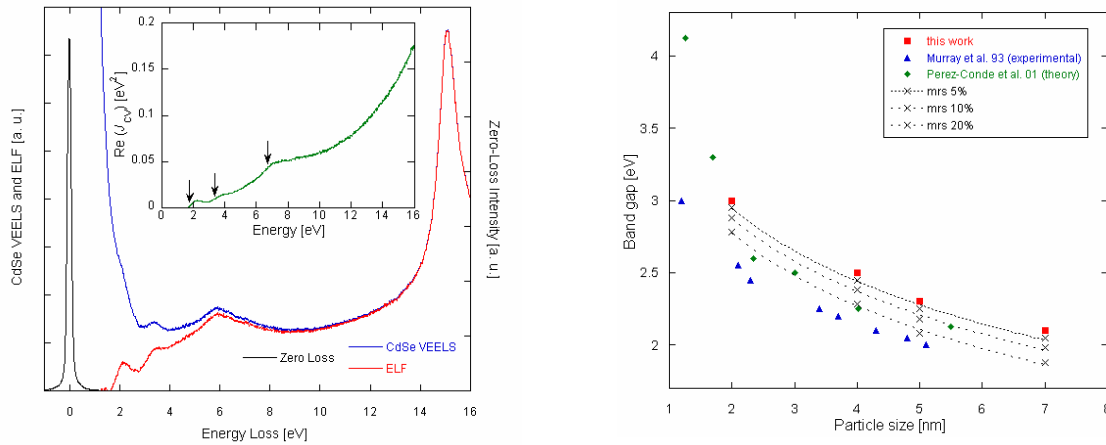 CdSe VEELS and ELF [a. u.]
Re (J_CV) [eV²]
0.2
0.15
0.1
0.05
0
0 2 4 6 8 10 12 14 16
Energy [eV]
Zero-Loss Intensity [a. u.]
Zero Loss
CdSe VEELS
ELF
0 2 4 6 8 10 12 14 16
Energy Loss [eV]
Band gap [eV]
4
3.5
3
2.5
2
this work
Murray et al. 93 (experimental)
Perez-Conde et al. 01 (theory)
mrs 5%
mrs 10%
mrs 20%
1 2 3 4 5 6 7 8
Particle size [nm]